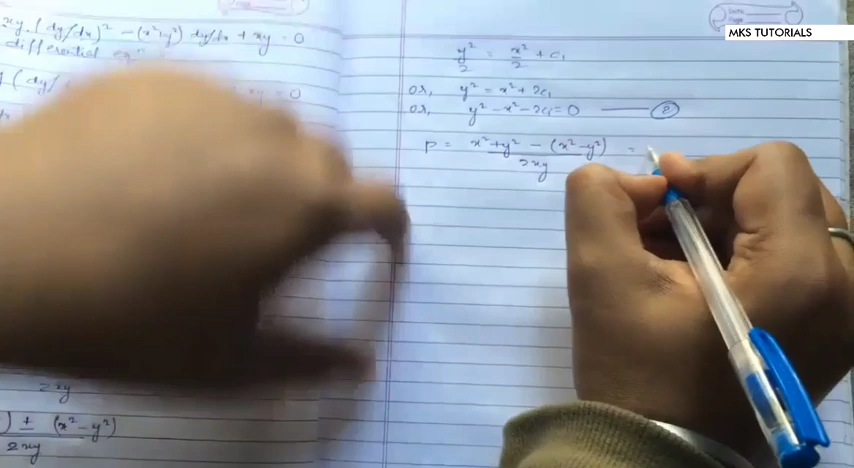 xy.(dy/dx)² - (x²+y²) dy/dx + xy = 0
differential eqⁿ
(dy/
= 0
2xy
) ± (x² - y²)
2xy
MKS TUTORIALS
y²/2 = x²/2 + c₁
or, y² = x² + 2c₁
or, y² - x² - 2c₁ = 0 —— ②
p = x² + y² - (x² - y²) / 2xy =